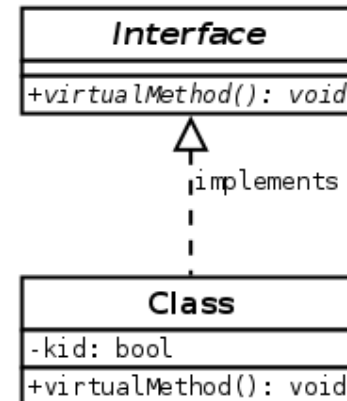 Interface
+virtualMethod(): void
implements
Class
-kid: bool
+virtualMethod(): void